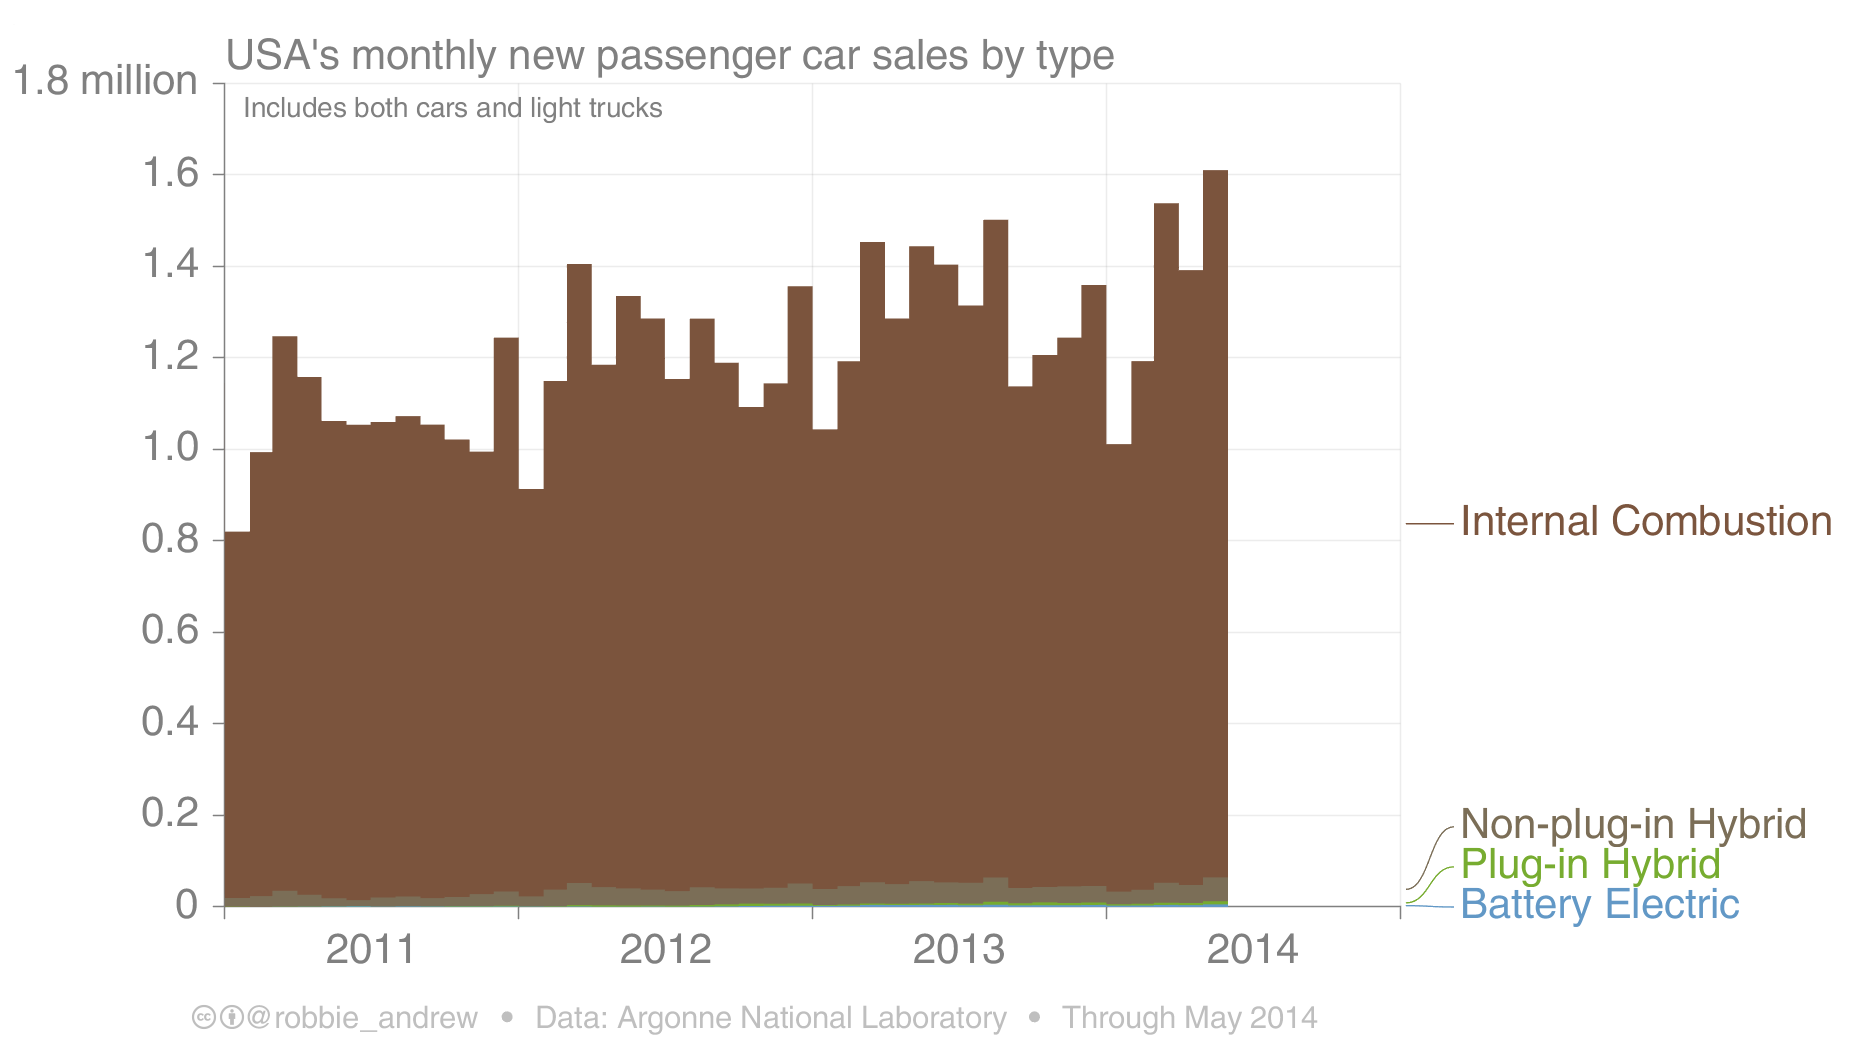 USA's monthly new passenger car sales by type
1.8 million
Includes both cars and light trucks
1.6
1.4
1.2
1.0
0.8
0.6
0.4
0.2
0
Internal Combustion
Non-plug-in Hybrid
Plug-in Hybrid
Battery Electric
2011 2012 2013 2014
cc @robbie_andrew • Data: Argonne National Laboratory • Through May 2014